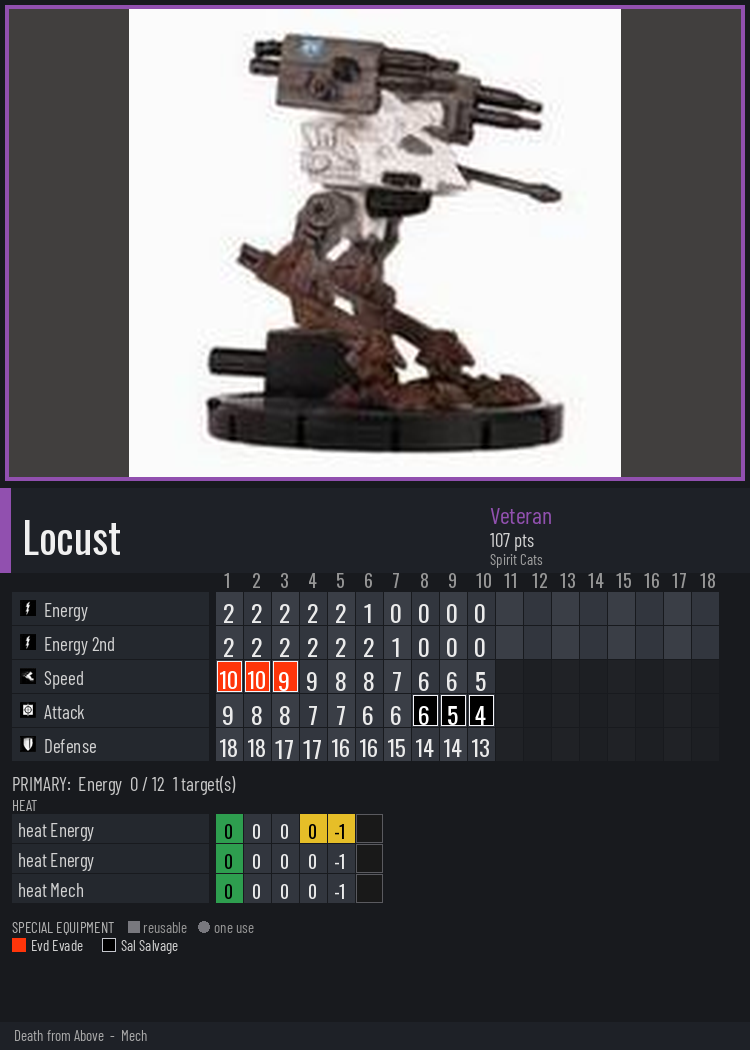 Locust
Veteran
107 pts
Spirit Cats
1 2 3 4 5 6 7 8 9 10 11 12 13 14 15 16 17 18
Energy 2 2 2 2 2 1 0 0 0 0
Energy 2nd 2 2 2 2 2 2 1 0 0 0
Speed 10 10 9 9 8 8 7 6 6 5
Attack 9 8 8 7 7 6 6 6 5 4
Defense 18 18 17 17 16 16 15 14 14 13
PRIMARY: Energy 0 / 12 1 target(s)
HEAT
heat Energy 0 0 0 0 -1
heat Energy 0 0 0 0 -1
heat Mech 0 0 0 0 -1
SPECIAL EQUIPMENT reusable one use
Evd Evade Sal Salvage
Death from Above - Mech